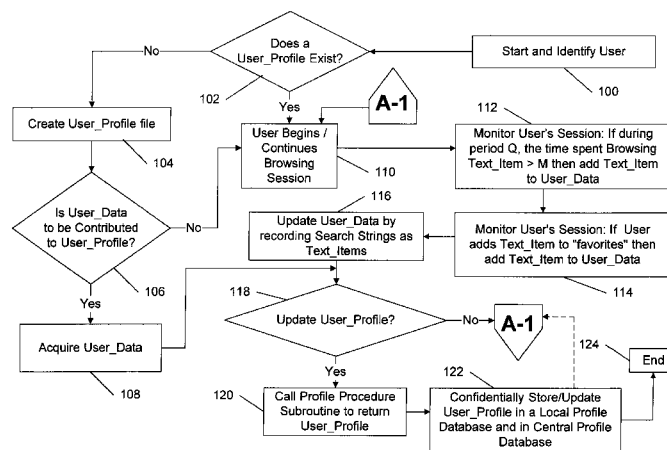 Does a
User_Profile Exist?
No
102
Yes
Start and Identify User
100
A-1
Create User_Profile file
104
User Begins /
Continues
Browsing
Session
110
112
Monitor User's Session: If during
period Q, the time spent Browsing
Text_Item > M then add Text_Item
to User_Data
Is User_Data
to be Contributed
to User_Profile?
No
106
Yes
116
Update User_Data by
recording Search Strings as
Text_Items
Monitor User's Session: If User
adds Text_Item to "favorites" then
add Text_Item to User_Data
114
Acquire User_Data
108
118
Update User_Profile?
No
A-1
Yes
124
End
120
Call Profile Procedure
Subroutine to return
User_Profile
122
Confidentially Store/Update
User_Profile in a Local Profile
Database and in Central Profile
Database